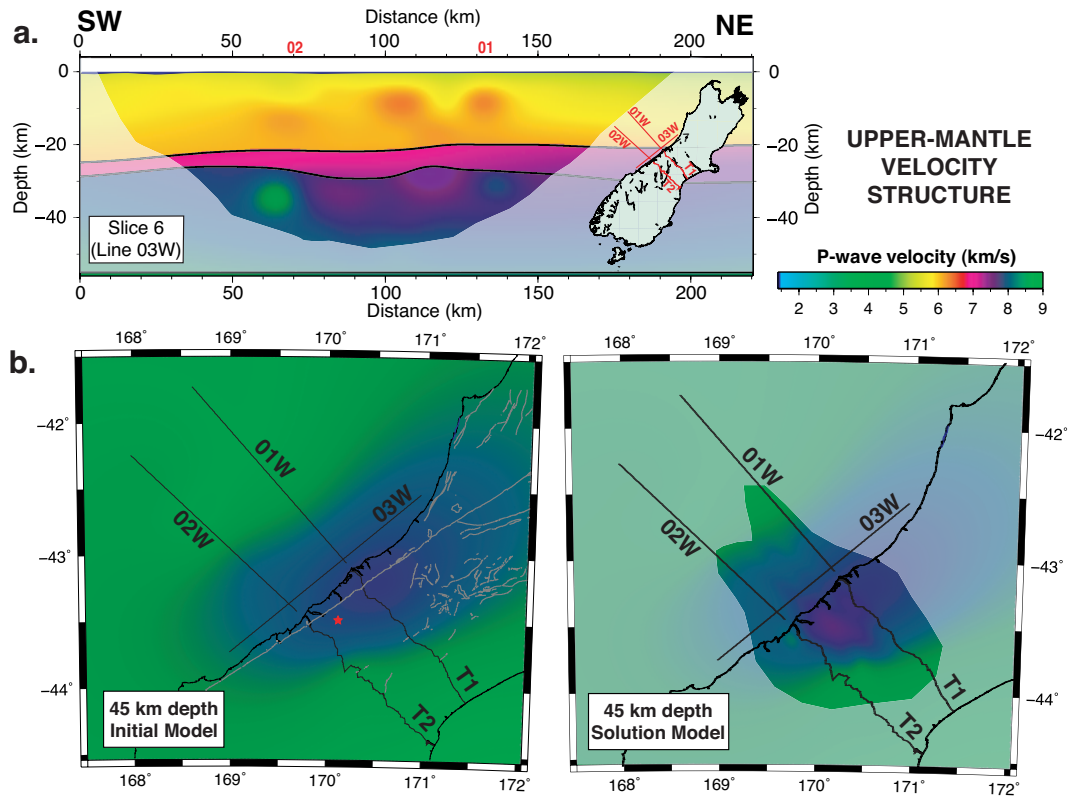 a.
SW
Distance (km)
NE
0 50 100 150 200
02 01
0 −20 −40
Depth (km)
0 −20 −40
Depth (km)
01W
02W
03W
T1
T2
Slice 6
(Line 03W)
0 50 100 150 200
Distance (km)
UPPER-MANTLE
VELOCITY
STRUCTURE
P-wave velocity (km/s)
2 3 4 5 6 7 8 9
b.
168° 169° 170° 171° 172°
−42°
−43°
−44°
01W
02W
03W
T1
T2
45 km depth
Initial Model
168° 169° 170° 171° 172°
168° 169° 170° 171° 172°
−42°
−43°
−44°
01W
02W
03W
T1
T2
45 km depth
Solution Model
168° 169° 170° 171° 172°